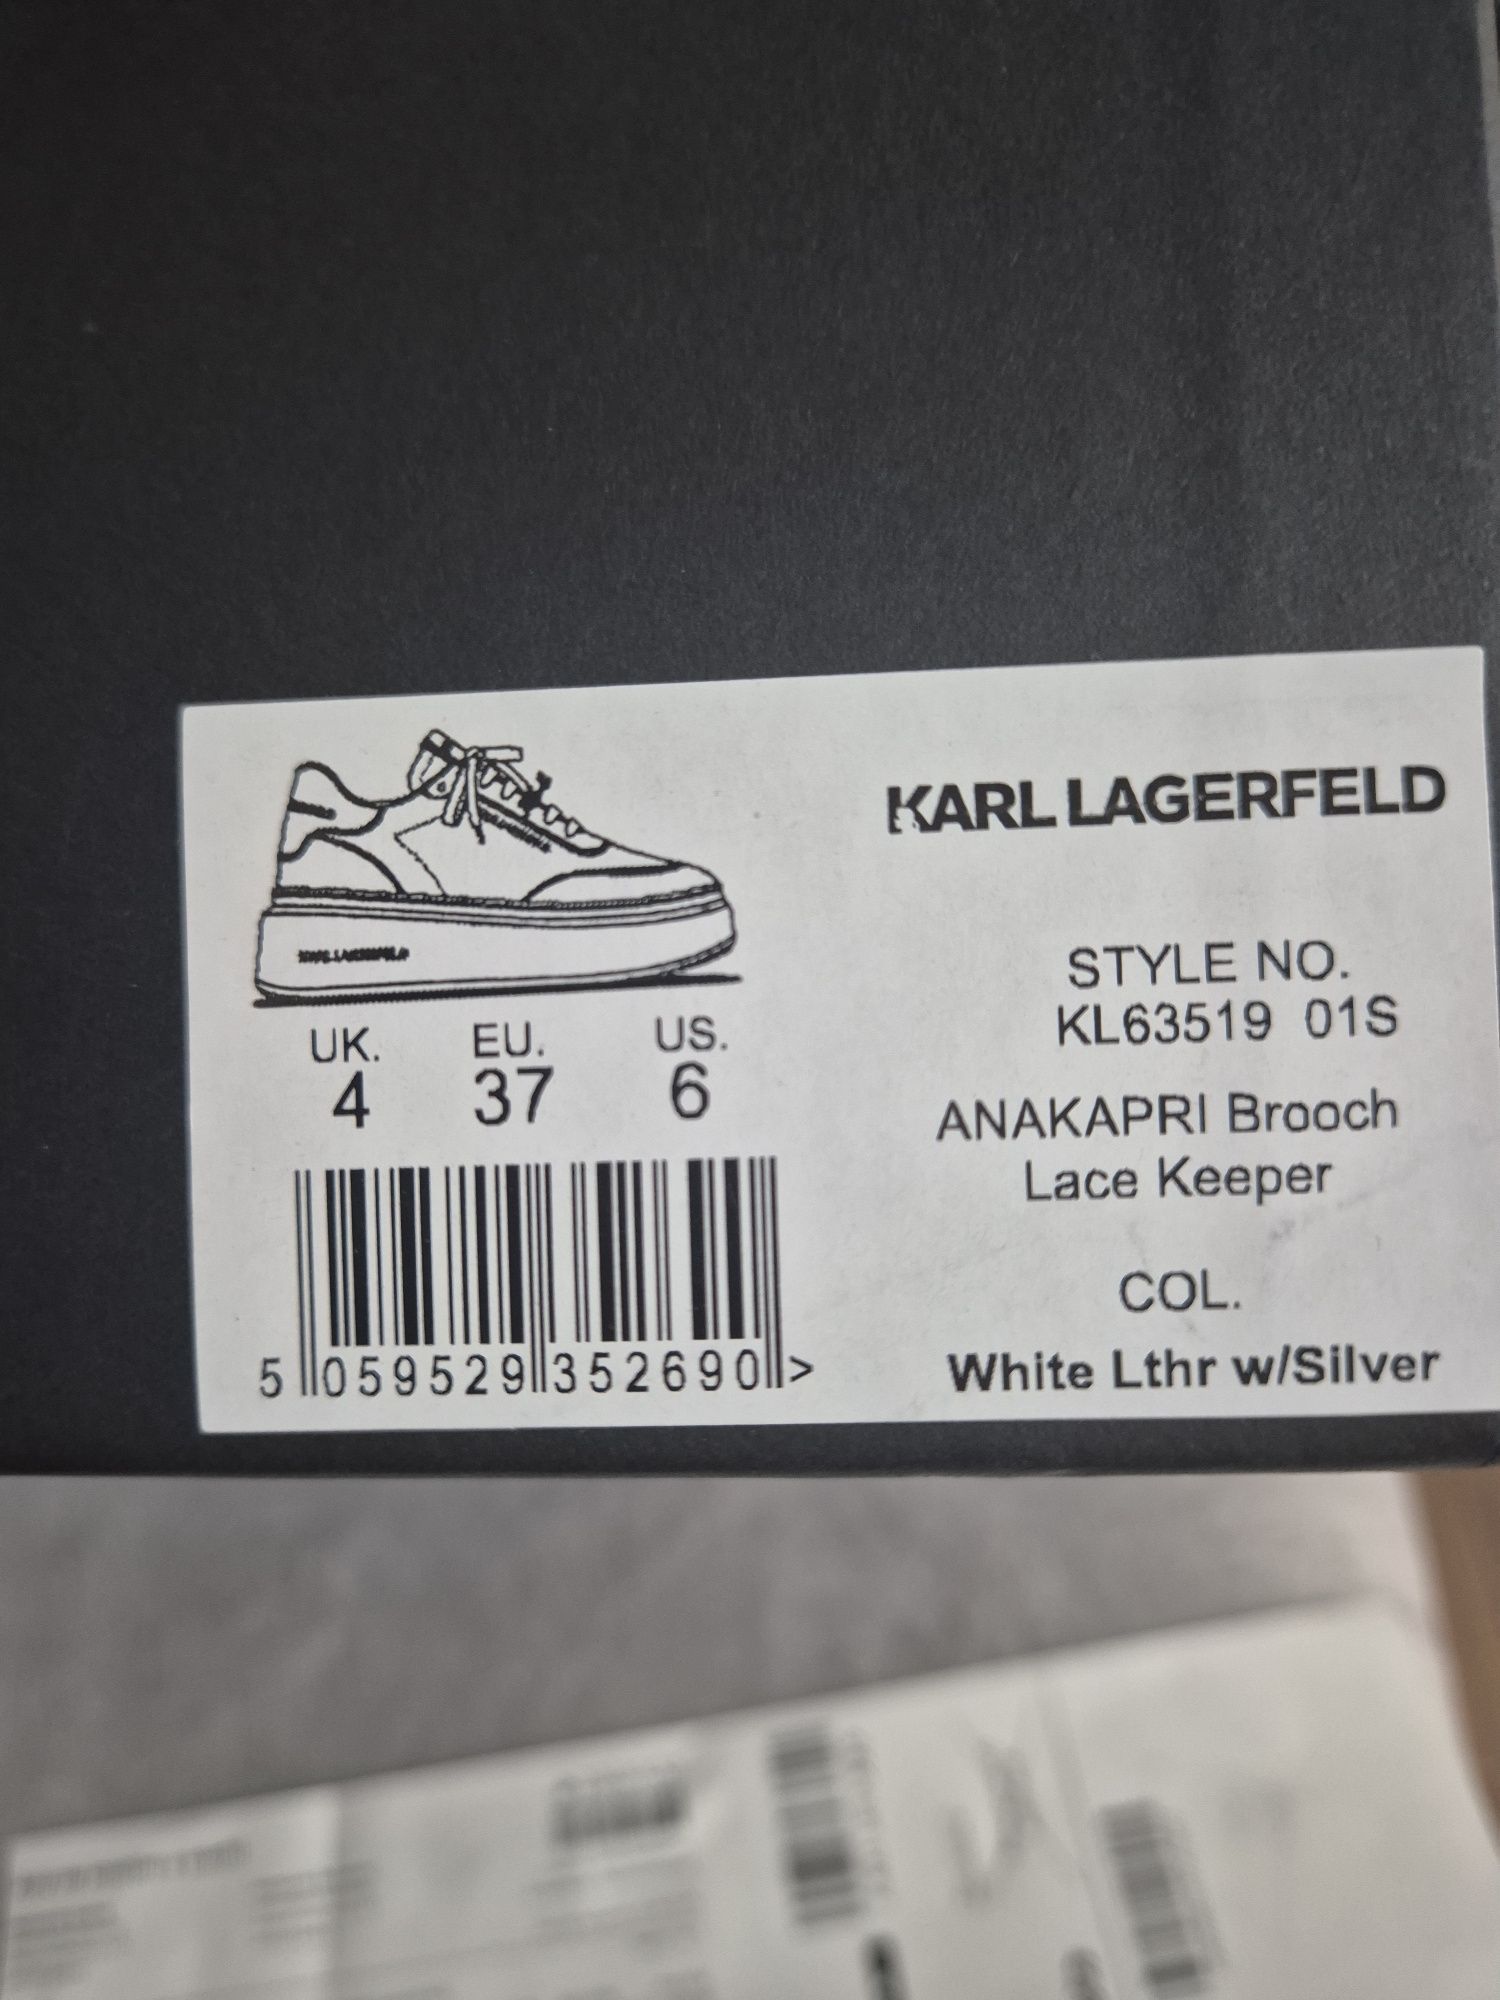 KARL LAGERFELD
UK. EU. US.
4 37 6
5 059529 352690 >
STYLE NO.
KL63519 01S
ANAKAPRI Brooch
Lace Keeper
COL.
White Lthr w/Silver